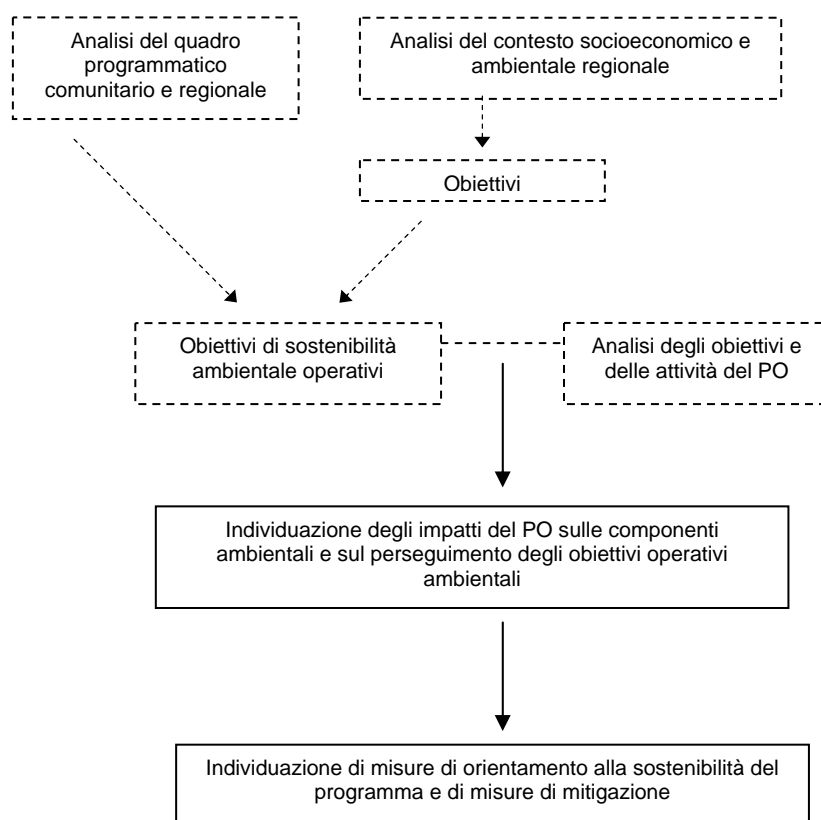 Analisi del quadro
programmatico
comunitario e regionale
Analisi del contesto socioeconomico e
ambientale regionale
Obiettivi
Obiettivi di sostenibilità
ambientale operativi
Analisi degli obiettivi e
delle attività del PO
Individuazione degli impatti del PO sulle componenti
ambientali e sul perseguimento degli obiettivi operativi
ambientali
Individuazione di misure di orientamento alla sostenibilità del
programma e di misure di mitigazione